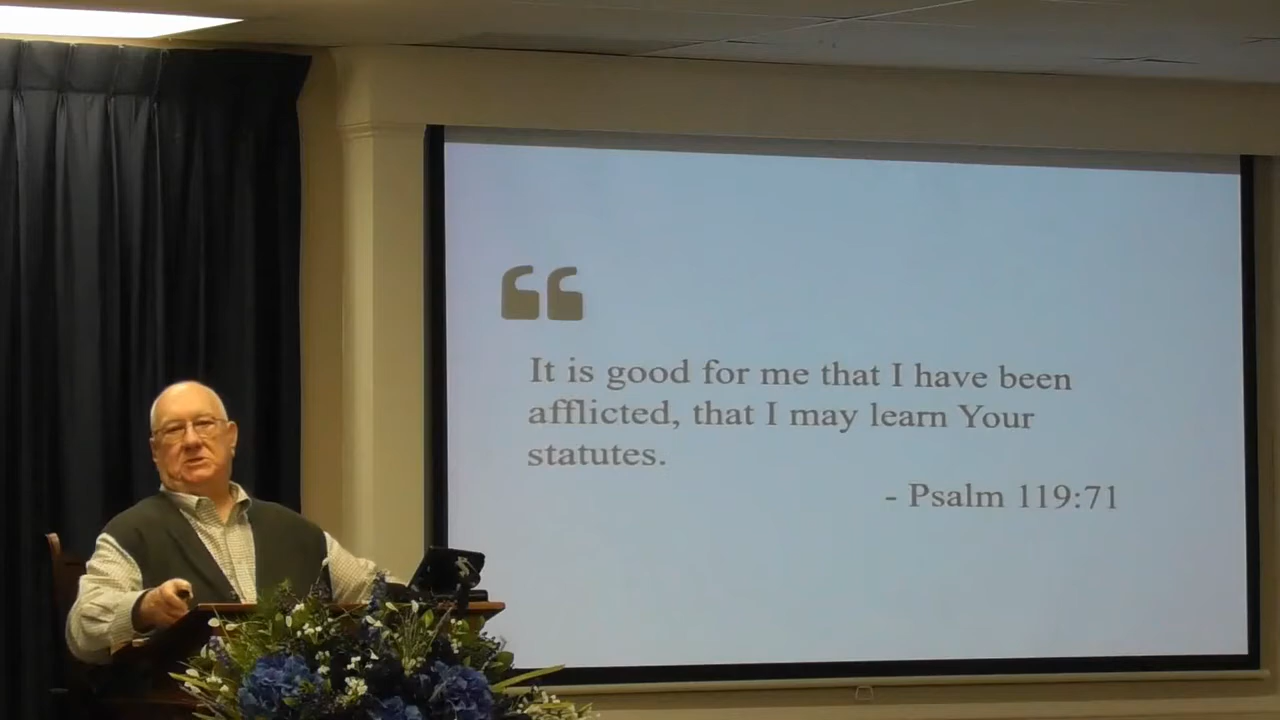 “
It is good for me that I have been
afflicted, that I may learn Your
statutes.
- Psalm 119:71